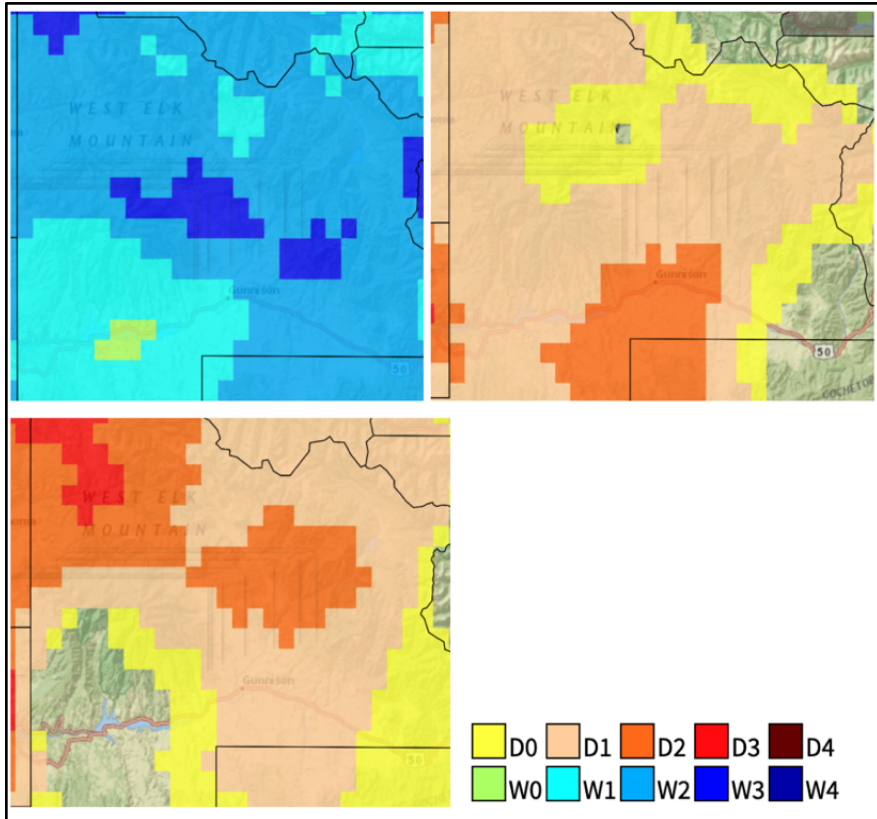 WEST ELK
MOUNTAIN
Gunnison
50
WEST ELK
MOUNTAIN
Gunnison
50
COCHETOP
WEST ELK
MOUNTAIN
Gunnison
50
D0 D1 D2 D3 D4
W0 W1 W2 W3 W4